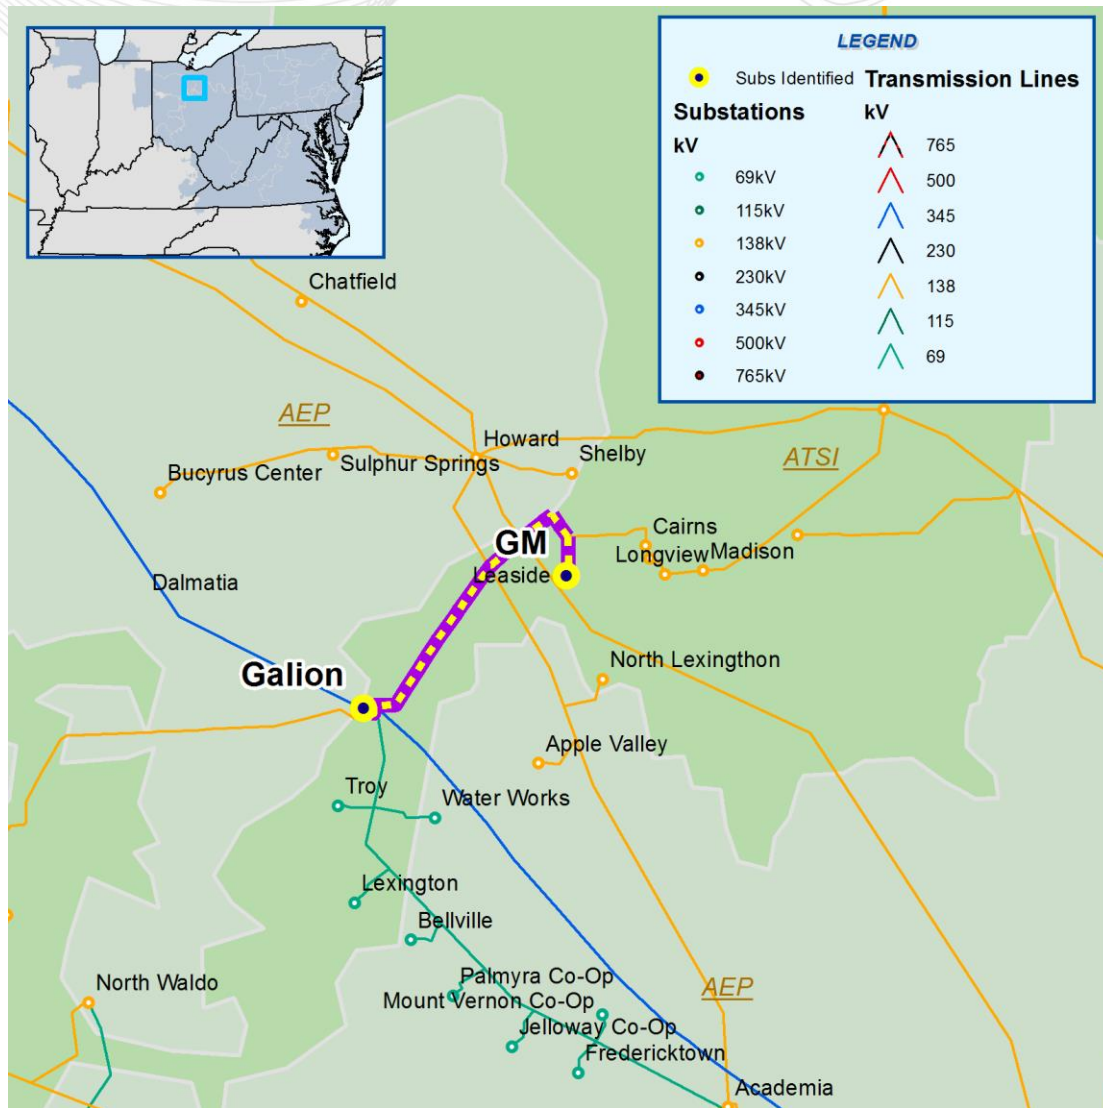 LEGEND
Subs Identified
Substations
kV
69kV
115kV
138kV
230kV
345kV
500kV
765kV
Transmission Lines
kV
765
500
345
230
138
115
69
Chatfield
AEP
Howard
Shelby
Sulphur Springs
Bucyrus Center
ATSI
Cairns
GM
Longview
Madison
Leaside
Dalmatia
Galion
North Lexingthon
Apple Valley
Troy
Water Works
Lexington
Bellville
North Waldo
Palmyra Co-Op
AEP
Mount Vernon Co-Op
Jelloway Co-Op
Fredericktown
Academia